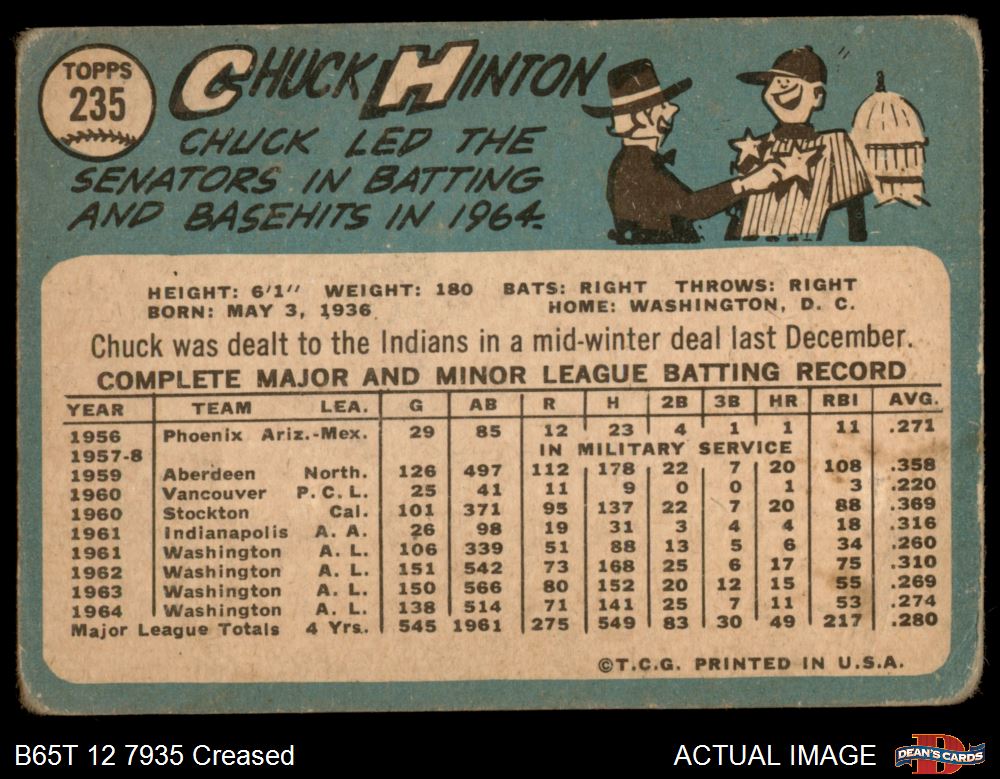 TOPPS
235
CHUCK HINTON
CHUCK LED THE
SENATORS IN BATTING
AND BASEHITS IN 1964.
HEIGHT: 6'1" WEIGHT: 180 BATS: RIGHT THROWS: RIGHT
BORN: MAY 3, 1936 HOME: WASHINGTON, D. C.
Chuck was dealt to the Indians in a mid-winter deal last December.
COMPLETE MAJOR AND MINOR LEAGUE BATTING RECORD
YEAR TEAM LEA. G AB R H 2B 3B HR RBI AVG.
1956 Phoenix Ariz.-Mex. 29 85 12 23 4 1 1 11 .271
1957-8 IN MILITARY SERVICE
1959 Aberdeen North. 126 497 112 178 22 7 20 108 .358
1960 Vancouver P.C.L. 25 41 11 9 0 0 1 3 .220
1960 Stockton Cal. 101 371 95 137 22 7 20 88 .369
1961 Indianapolis A. A. 26 98 19 31 3 4 4 18 .316
1961 Washington A. L. 106 339 51 88 13 5 6 34 .260
1962 Washington A. L. 151 542 73 168 25 6 17 75 .310
1963 Washington A. L. 150 566 80 152 20 12 15 55 .269
1964 Washington A. L. 138 514 71 141 25 7 11 53 .274
Major League Totals 4 Yrs.. 545 1961 275 549 83 30 49 217 .280
©T.C.G. PRINTED IN U.S.A.
B65T 12 7935 Creased ACTUAL IMAGE DEAN'S CARDS